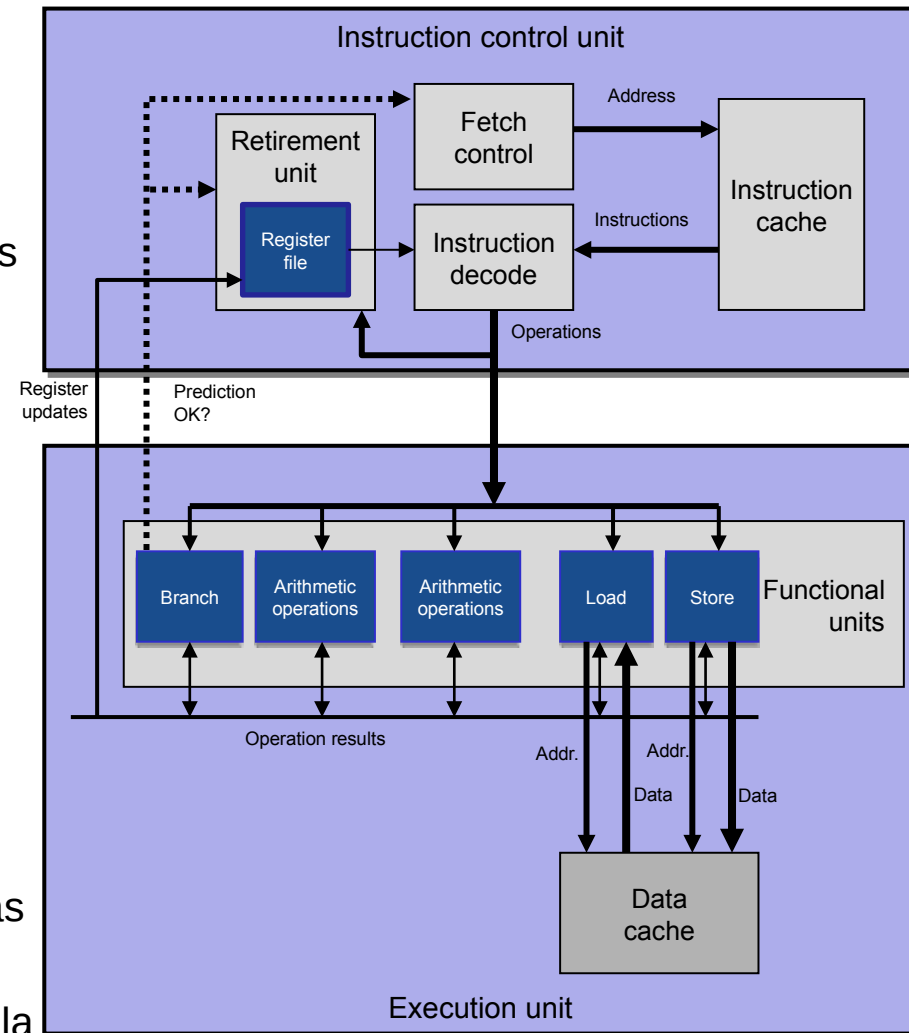 Instruction control unit
Address
Fetch
control
Retirement
unit
Instruction
cache
Instructions
Register
file
Instruction
decode
s
Operations
Register
updates
Prediction
OK?
Branch
Arithmetic
operations
Arithmetic
operations
Load
Store
Functional
units
Operation results
Addr.
Addr.
Data
Data
Data
cache
as
Execution unit
la